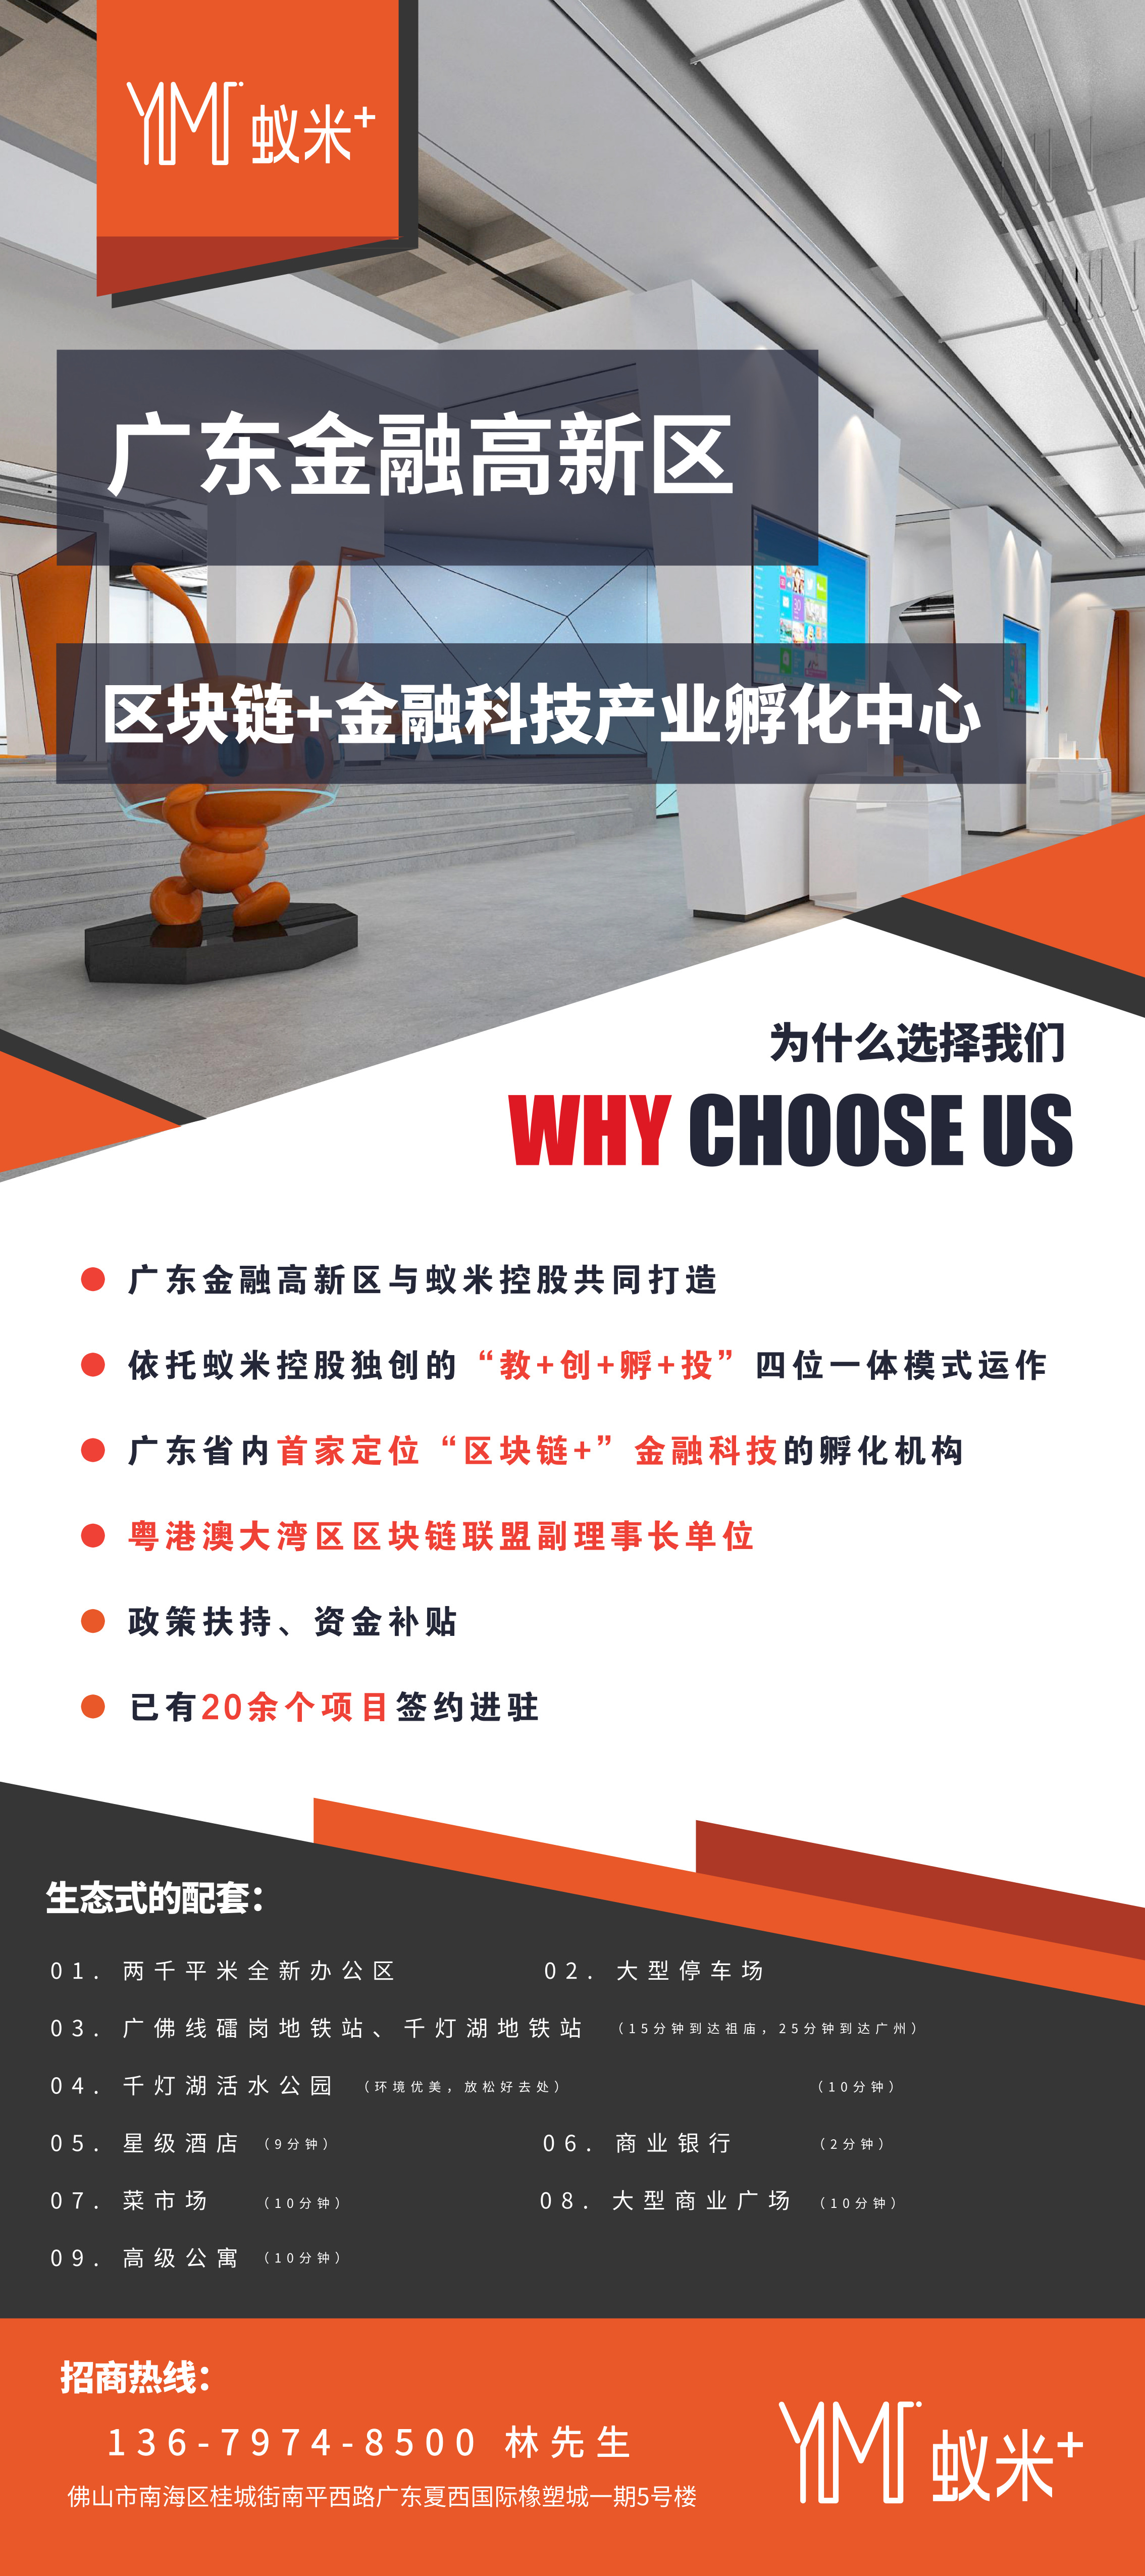 YMT 蚁米+
广东金融高新区
区块链+金融科技产业孵化中心
为什么选择我们
WHY CHOOSE US
广东金融高新区与蚁米控股共同打造
依托蚁米控股独创的“教+创+孵+投”四位一体模式运作
广东省内首家定位“区块链+”金融科技的孵化机构
粤港澳大湾区区块链联盟副理事长单位
政策扶持、资金补贴
已有20余个项目签约进驻
生态式的配套：
01. 两千平米全新办公区 02. 大型停车场
03. 广佛线礌岗地铁站、千灯湖地铁站 （15分钟到达祖庙，25分钟到达广州）
04. 千灯湖活水公园 （环境优美，放松好去处） （10分钟）
05. 星级酒店 （9分钟） 06. 商业银行 （2分钟）
07. 菜市场 （10分钟） 08. 大型商业广场 （10分钟）
09. 高级公寓 （10分钟）
招商热线：
136-7974-8500 林先生
佛山市南海区桂城街南平西路广东夏西国际橡塑城一期5号楼
YMT 蚁米+